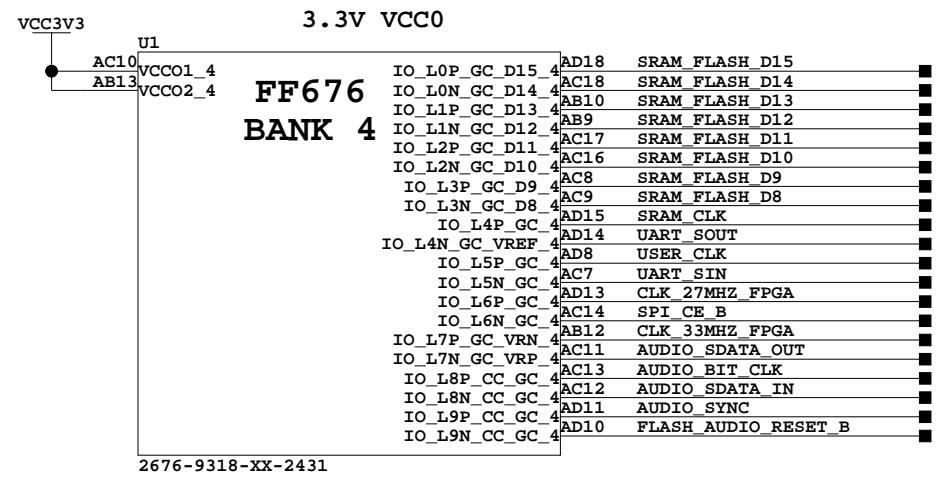 3.3V VCC0
VCC3V3
U1
AC10 VCCO1_4
AB13 VCCO2_4
FF676
BANK 4
IO_L0P_GC_D15_4 AD18 SRAM_FLASH_D15
IO_L0N_GC_D14_4 AC18 SRAM_FLASH_D14
IO_L1P_GC_D13_4 AB10 SRAM_FLASH_D13
IO_L1N_GC_D12_4 AB9 SRAM_FLASH_D12
IO_L2P_GC_D11_4 AC17 SRAM_FLASH_D11
IO_L2N_GC_D10_4 AC16 SRAM_FLASH_D10
IO_L3P_GC_D9_4 AC8 SRAM_FLASH_D9
IO_L3N_GC_D8_4 AC9 SRAM_FLASH_D8
IO_L4P_GC_4 AD15 SRAM_CLK
IO_L4N_GC_VREF_4 AD14 UART_SOUT
IO_L5P_GC_4 AD8 USER_CLK
IO_L5N_GC_4 AC7 UART_SIN
IO_L6P_GC_4 AD13 CLK_27MHZ_FPGA
IO_L6N_GC_4 AC14 SPI_CE_B
IO_L7P_GC_VRN_4 AB12 CLK_33MHZ_FPGA
IO_L7N_GC_VRP_4 AC11 AUDIO_SDATA_OUT
IO_L8P_CC_GC_4 AC13 AUDIO_BIT_CLK
IO_L8N_CC_GC_4 AC12 AUDIO_SDATA_IN
IO_L9P_CC_GC_4 AD11 AUDIO_SYNC
IO_L9N_CC_GC_4 AD10 FLASH_AUDIO_RESET_B
2676-9318-XX-2431